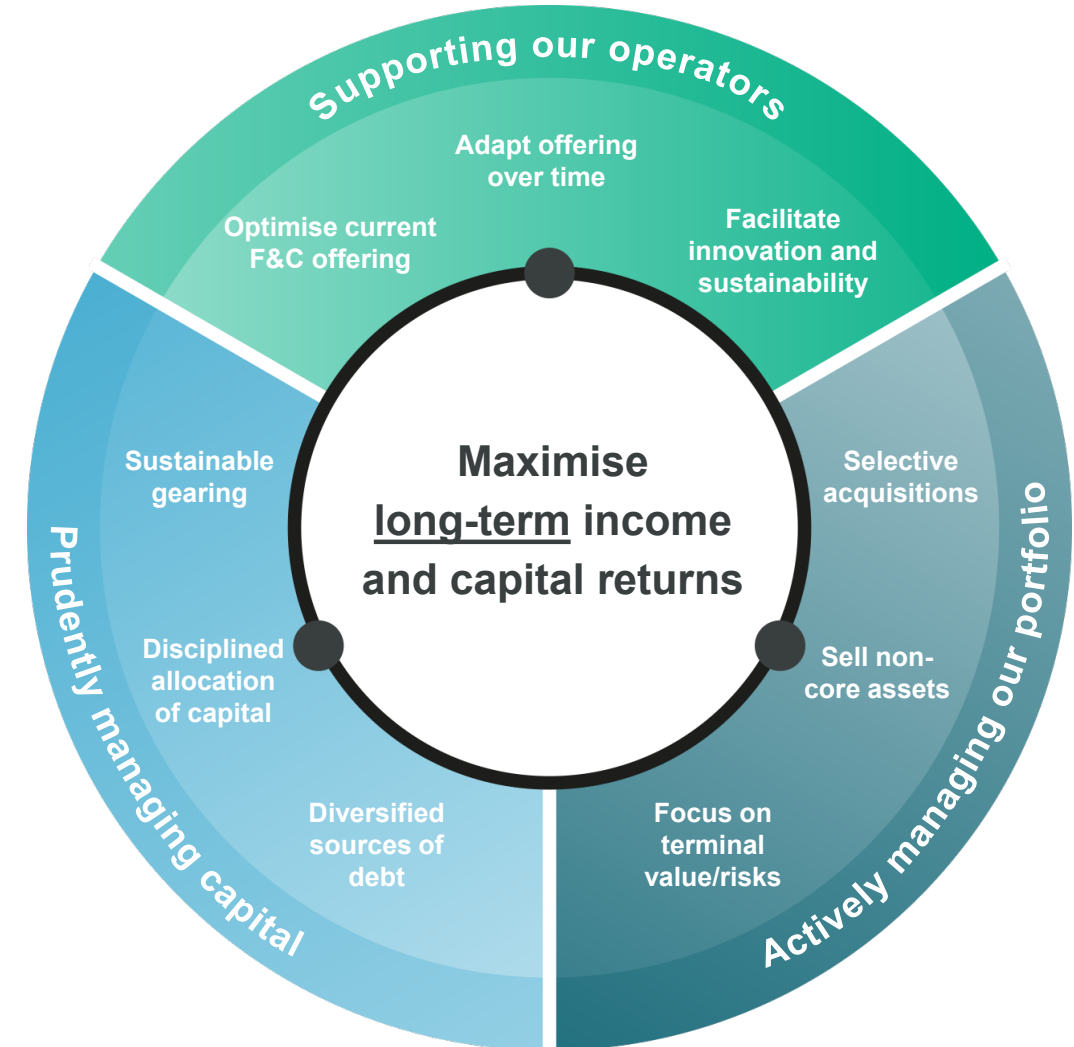 Supporting our operators
Adapt offering
over time
Optimise current
F&C offering
Facilitate
innovation and
sustainability
Maximise
long-term income
and capital returns
Sustainable
gearing
Disciplined
allocation
of capital
Diversified
sources of
debt
Prudently managing capital
Selective
acquisitions
Sell non-
core assets
Focus on
terminal
value/risks
Actively managing our portfolio